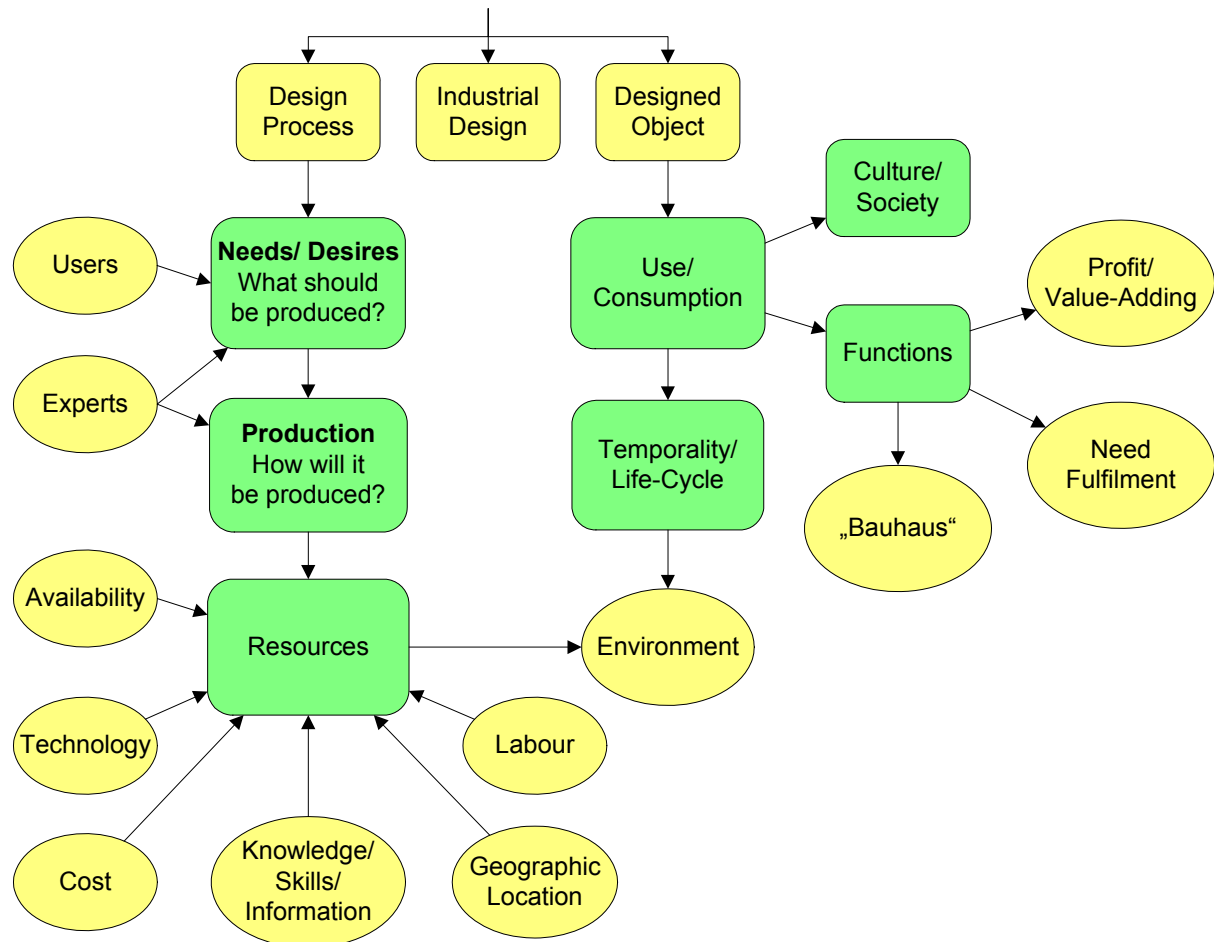 Design
Process
Industrial
Design
Designed
Object
Culture/
Society
Users
Needs/ Desires
What should
be produced?
Use/
Consumption
Profit/
Value-Adding
Functions
Experts
Production
How will it
be produced?
Temporality/
Life-Cycle
Need
Fulfilment
„Bauhaus“
Availability
Resources
Environment
Technology
Labour
Cost
Knowledge/
Skills/
Information
Geographic
Location